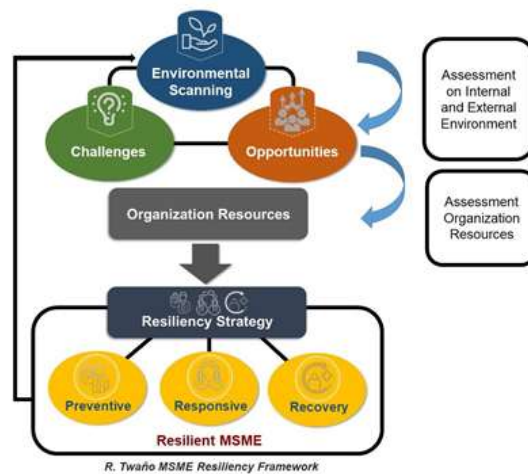 Environmental
Scanning
Challenges
Opportunities
Assessment
on Internal
and External
Environment
Organization Resources
Assessment
Organization
Resources
Resiliency Strategy
Preventive
Responsive
Recovery
Resilient MSME
R. Twaño MSME Resiliency Framework